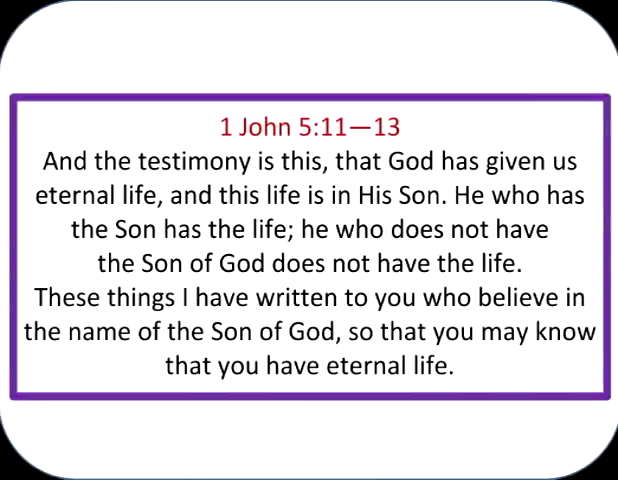 1 John 5:11—13
And the testimony is this, that God has given us
eternal life, and this life is in His Son. He who has
the Son has the life; he who does not have
the Son of God does not have the life.
These things I have written to you who believe in
the name of the Son of God, so that you may know
that you have eternal life.